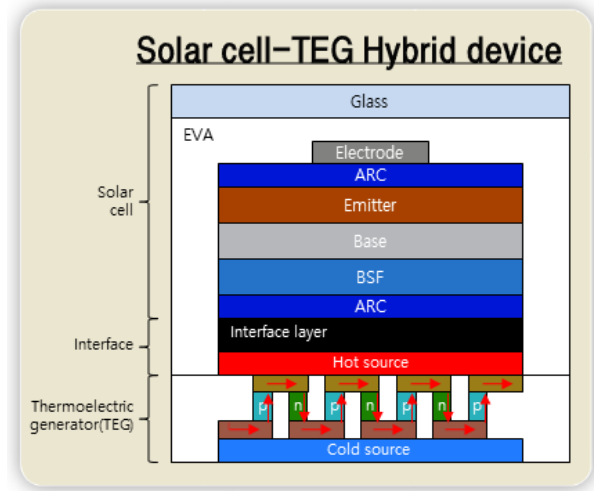 Solar cell-TEG Hybrid device
Glass
EVA
Electrode
ARC
Emitter
Base
BSF
ARC
Interface layer
Hot source
p n p n p n p
Cold source
Solar
cell
Interface
Thermoelectric
generator(TEG)